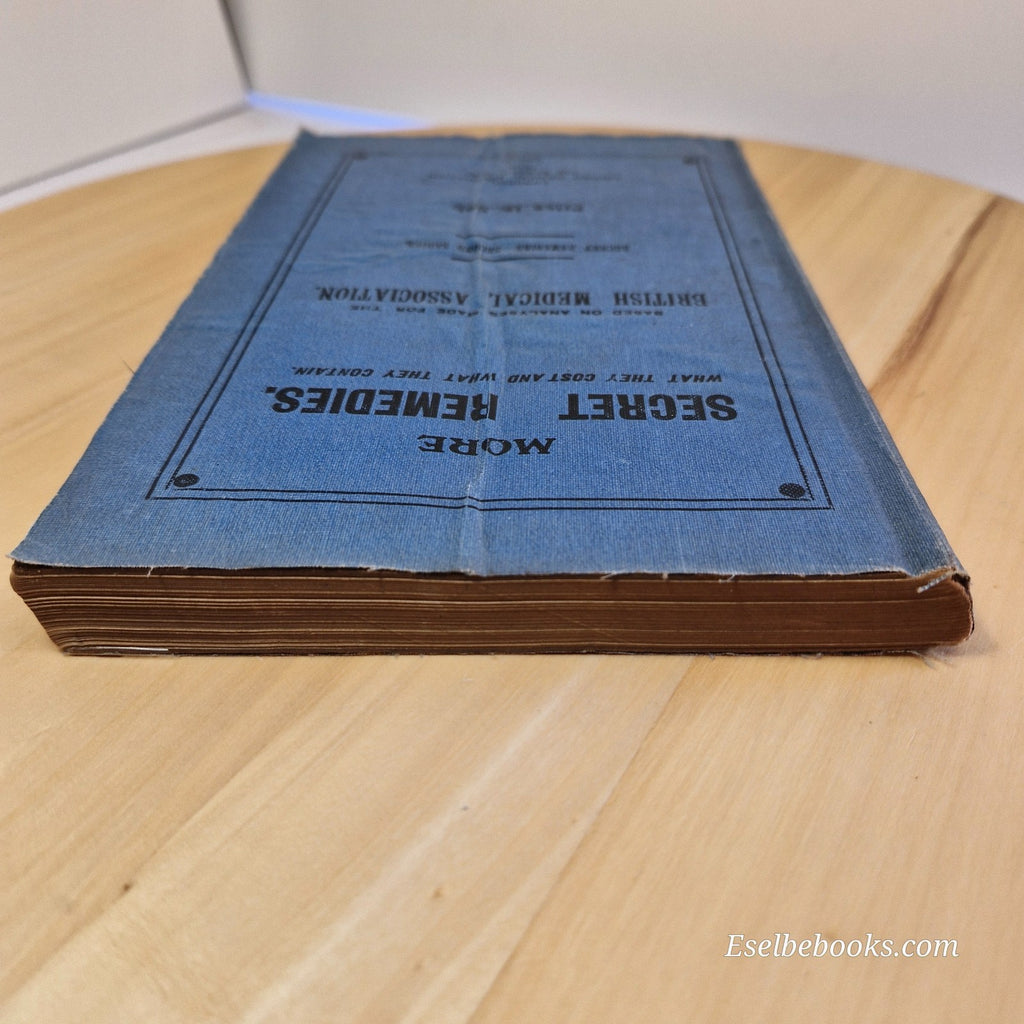 MORE
SECRET REMEDIES.
WHAT THEY COST AND WHAT THEY CONTAIN.
BASED ON ANALYSES MADE FOR THE
BRITISH MEDICAL ASSOCIATION.
Eselbebooks.com